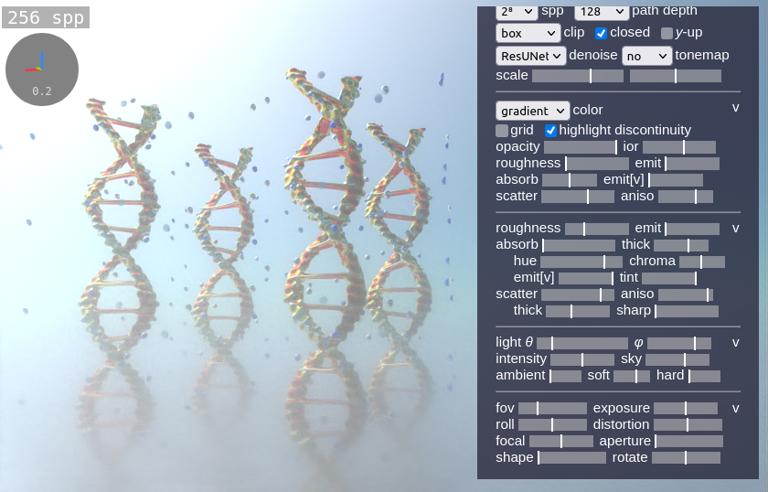 256 spp
0.2
2⁸ spp 128 path depth
box clip closed y-up
ResUNet denoise no tonemap
scale
gradient color v
grid highlight discontinuity
opacity ior
roughness emit
absorb emit[v]
scatter aniso
roughness emit v
absorb thick
hue chroma
emit[v] tint
scatter aniso
thick sharp
light θ φ v
intensity sky
ambient soft hard
fov exposure v
roll distortion
focal aperture
shape rotate